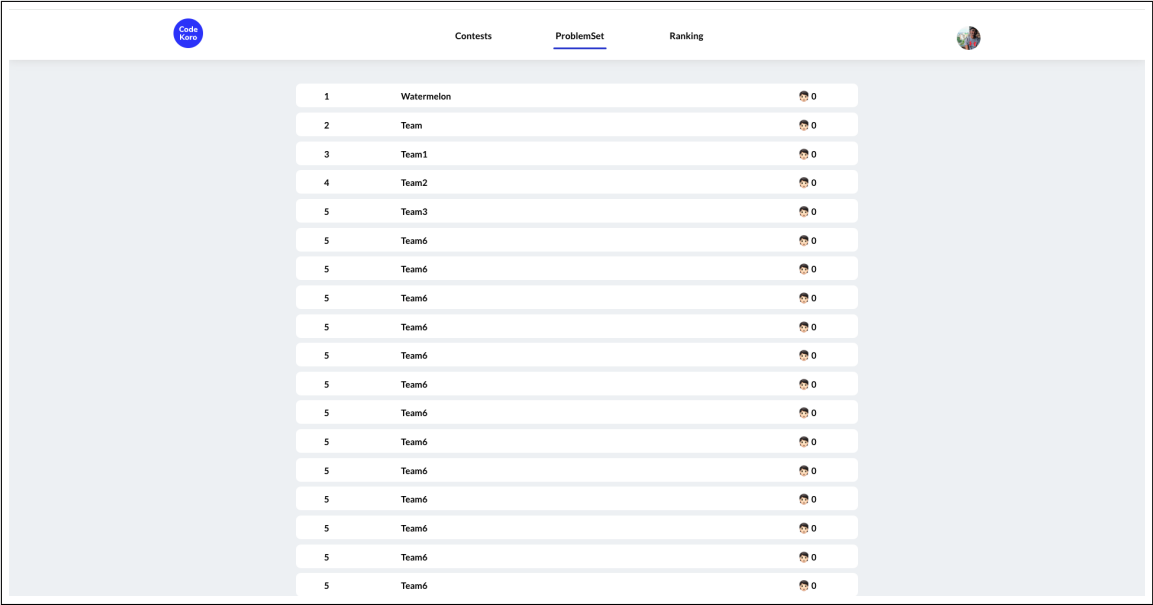 Code
Koro
Contests ProblemSet Ranking
1 Watermelon 0
2 Team 0
3 Team1 0
4 Team2 0
5 Team3 0
5 Team6 0
5 Team6 0
5 Team6 0
5 Team6 0
5 Team6 0
5 Team6 0
5 Team6 0
5 Team6 0
5 Team6 0
5 Team6 0
5 Team6 0
5 Team6 0
5 Team6 0